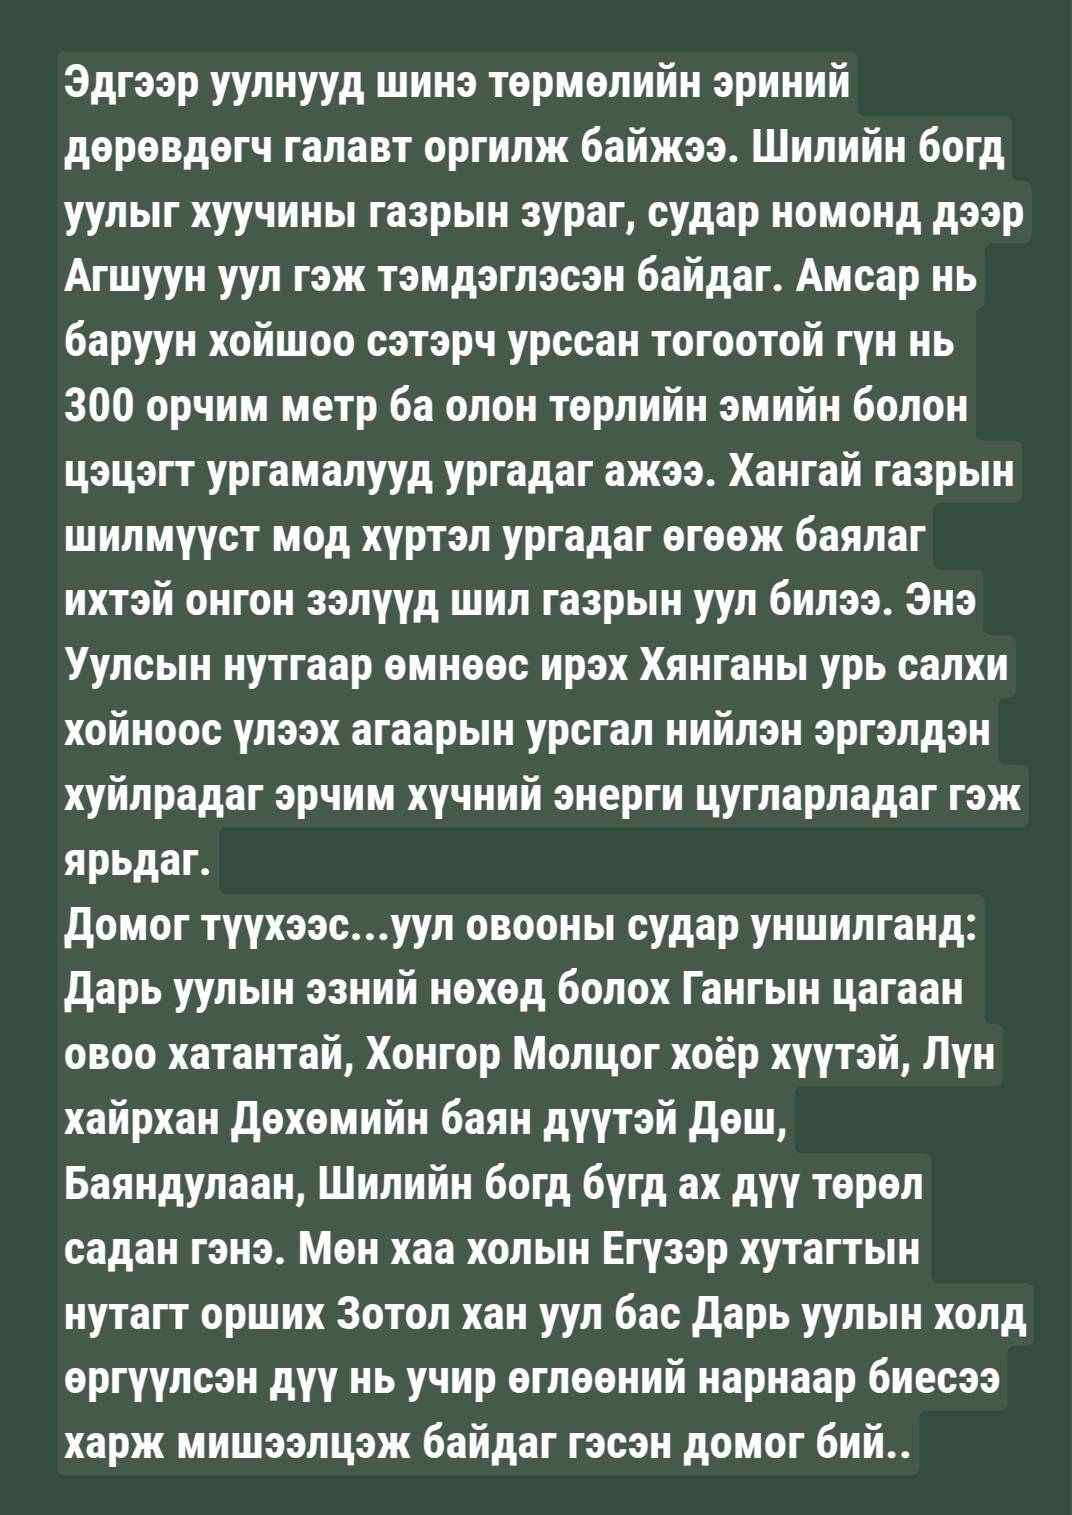 Эдгээр уулнууд шинэ төрмөлийн эриний
дөрөвдөгч галавт оргилж байжээ. Шилийн богд
уулыг хуучины газрын зураг, судар номонд дээр
Агшуун уул гэж тэмдэглэсэн байдаг. Амсар нь
баруун хойшоо сэтэрч урссан тогоотой гүн нь
300 орчим метр ба олон төрлийн эмийн болон
цэцэгт ургамалууд ургадаг ажээ. Хангай газрын
шилмүүст мод хүртэл ургадаг өгөөж баялаг
ихтэй онгон зэлүүд шил газрын уул билээ. Энэ
Уулсын нутгаар өмнөөс ирэх Хянганы урь салхи
хойноос үлээх агаарын урсгал нийлэн эргэлдэн
хуйлрадаг эрчим хүчний энерги цугларладаг гэж
ярьдаг.
Домог түүхээс...уул овооны судар уншилганд:
Дарь уулын эзний нөхөд болох Гангын цагаан
овоо хатантай, Хонгор Молцог хоёр хүүтэй, Лүн
хайрхан Дөхөмийн баян дүүтэй Дөш,
Баяндулаан, Шилийн богд бүгд ах дүү төрөл
садан гэнэ. Мөн хаа холын Егүзэр хутагтын
нутагт орших Зотол хан уул бас Дарь уулын холд
өргүүлсэн дүү нь учир өглөөний нарнаар биесээ
харж мишээлцэж байдаг гэсэн домог бий..